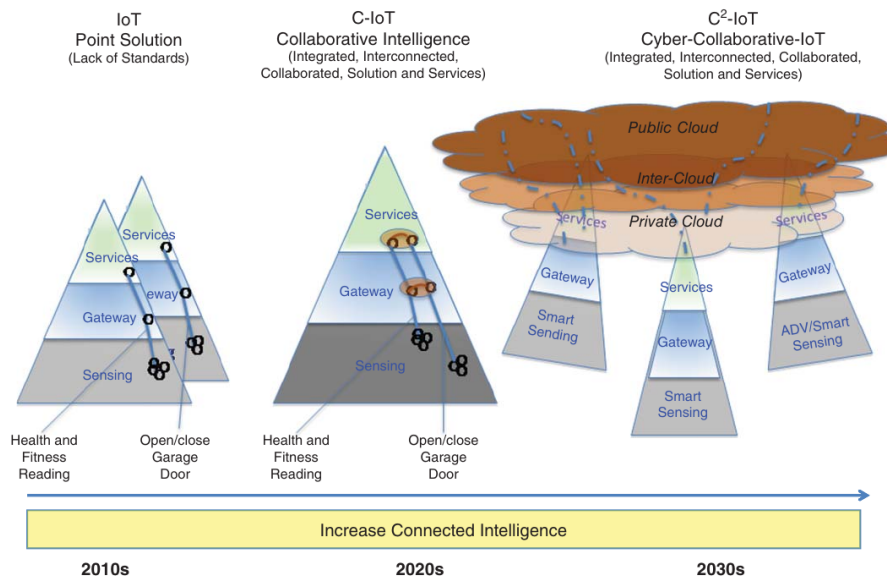 IoT
Point Solution
(Lack of Standards)
C-IoT
Collaborative Intelligence
(Integrated, Interconnected,
Collaborated, Solution and Services)
C²-IoT
Cyber-Collaborative-IoT
(Integrated, Interconnected, Collaborated,
Solution and Services)
Public Cloud
Inter-Cloud
Private Cloud
Services
Services
eway
Gateway
Sensing
Health and
Fitness
Reading
Open/close
Garage
Door
Services
Gateway
Sensing
Health and
Fitness
Reading
Open/close
Garage
Door
Services
Gateway
Smart
Sending
Services
Gateway
Smart
Sensing
Services
Gateway
ADV/Smart
Sensing
Increase Connected Intelligence
2010s
2020s
2030s